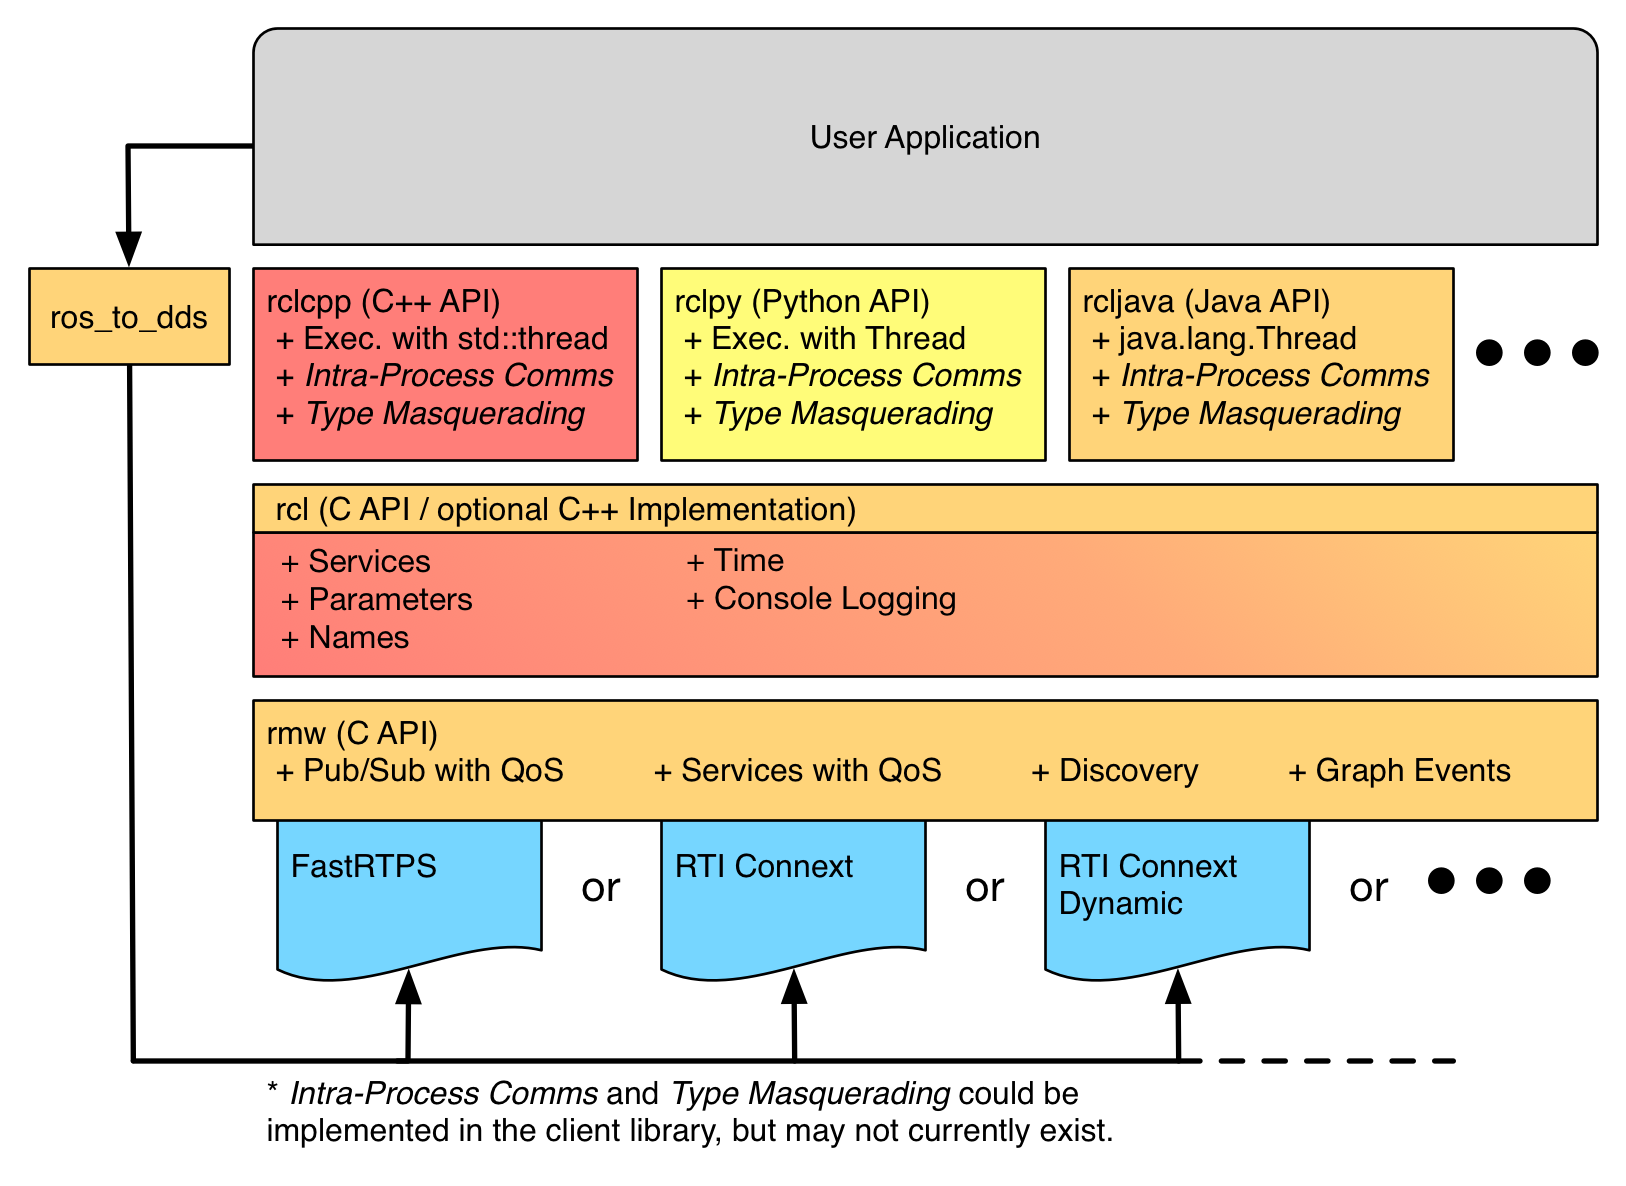 User Application
ros_to_dds
rclcpp (C++ API)
+ Exec. with std::thread
+ Intra-Process Comms
+ Type Masquerading
rclpy (Python API)
+ Exec. with Thread
+ Intra-Process Comms
+ Type Masquerading
rcljava (Java API)
+ java.lang.Thread
+ Intra-Process Comms
+ Type Masquerading
rcl (C API / optional C++ Implementation)
+ Services
+ Parameters
+ Names
+ Time
+ Console Logging
rmw (C API)
+ Pub/Sub with QoS + Services with QoS + Discovery + Graph Events
FastRTPS
or
RTI Connext
or
RTI Connext
Dynamic
or
* Intra-Process Comms and Type Masquerading could be
implemented in the client library, but may not currently exist.